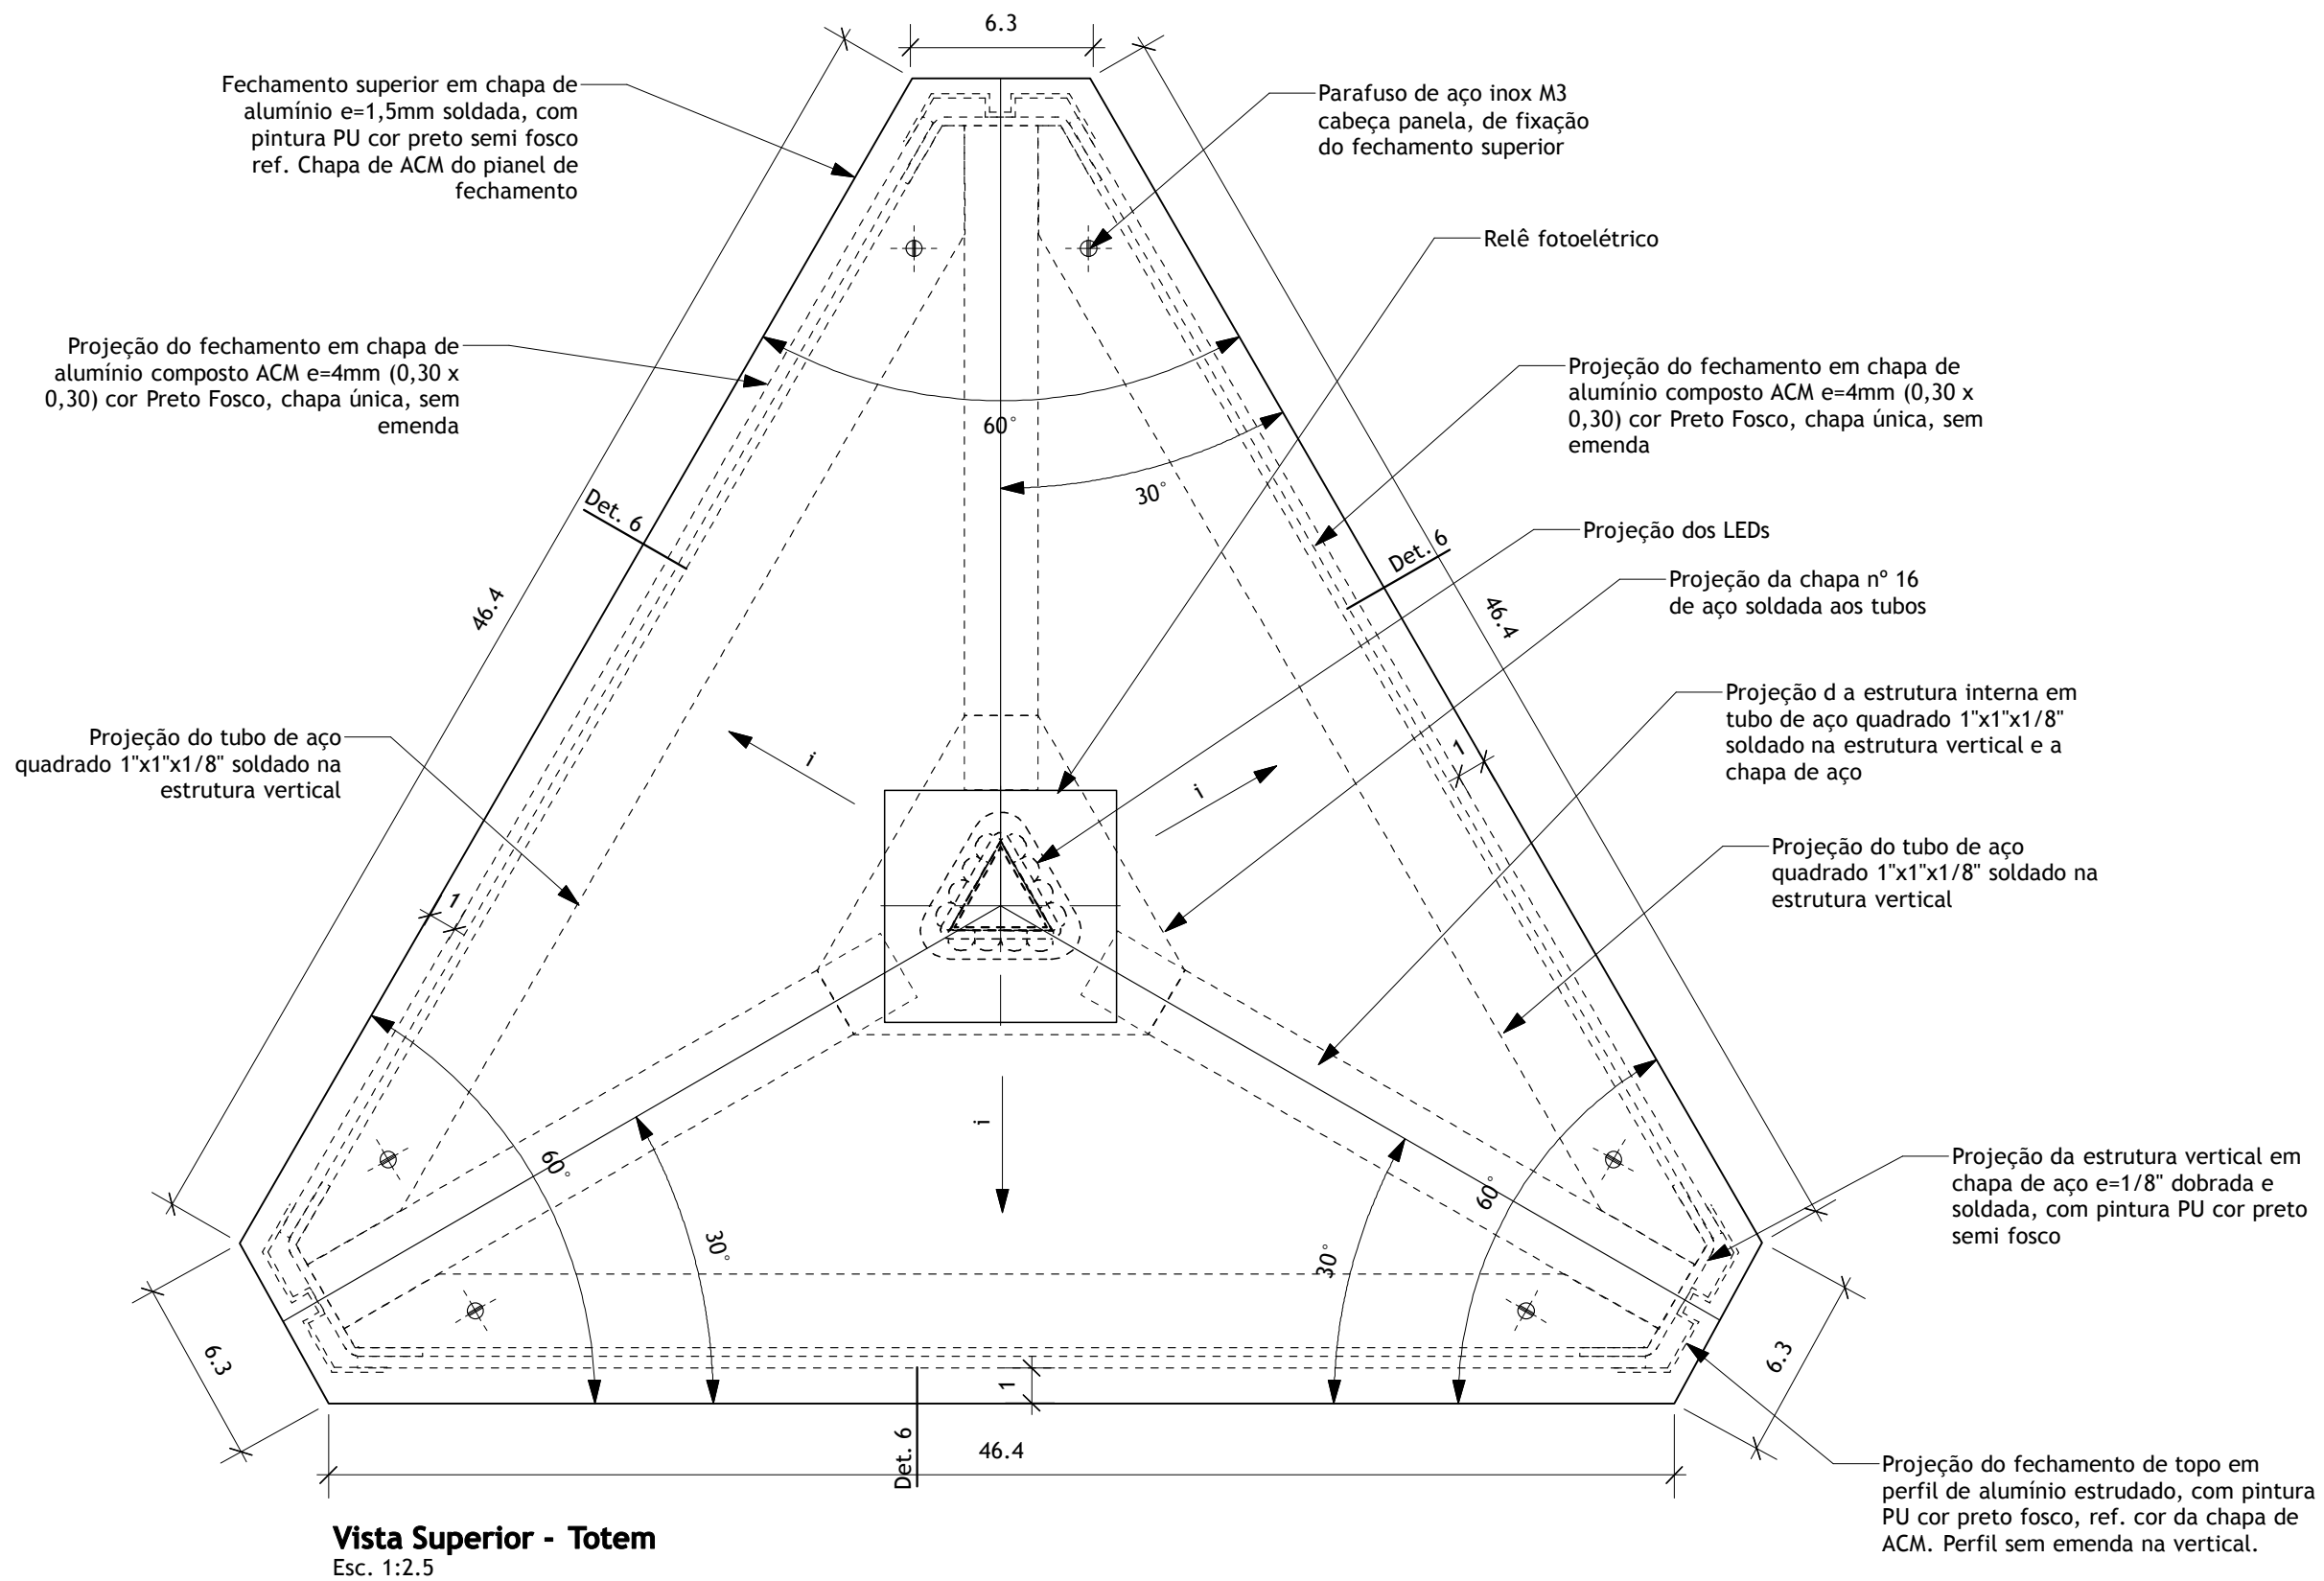 6.3
Fechamento superior em chapa de
alumínio e=1,5mm soldada, com
pintura PU cor preto semi fosco
ref. Chapa de ACM do pianel de
fechamento
Parafuso de aço inox M3
cabeça panela, de fixação
do fechamento superior
Relê fotoelétrico
Projeção do fechamento em chapa de
alumínio composto ACM e=4mm (0,30 x
0,30) cor Preto Fosco, chapa única, sem
emenda
Projeção do fechamento em chapa de
alumínio composto ACM e=4mm (0,30 x
0,30) cor Preto Fosco, chapa única, sem
emenda
60°
30°
Det. 6
Det. 6
Projeção dos LEDs
Projeção da chapa nº 16
de aço soldada aos tubos
46.4
46.4
Projeção d a estrutura interna em
tubo de aço quadrado 1"x1"x1/8"
soldado na estrutura vertical e a
chapa de aço
Projeção do tubo de aço
quadrado 1"x1"x1/8" soldado na
estrutura vertical
i
i
1
Projeção do tubo de aço
quadrado 1"x1"x1/8" soldado na
estrutura vertical
1
i
60°
30°
30°
60°
Projeção da estrutura vertical em
chapa de aço e=1/8" dobrada e
soldada, com pintura PU cor preto
semi fosco
6.3
6.3
1
Det. 6
46.4
Projeção do fechamento de topo em
perfil de alumínio estrudado, com pintura
PU cor preto fosco, ref. cor da chapa de
ACM. Perfil sem emenda na vertical.
Vista Superior - Totem
Esc. 1:2.5